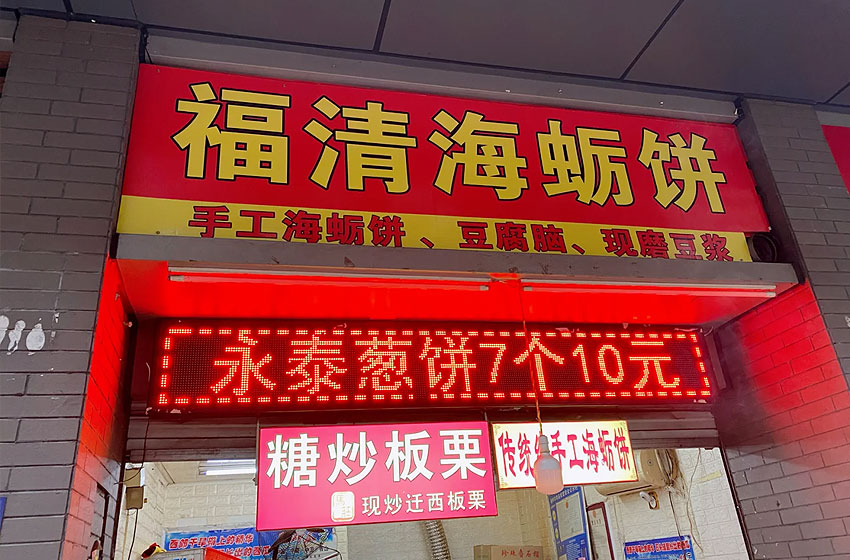 福清海蛎饼
手工海蛎饼、豆腐脑、现磨豆浆
永泰葱饼7个10元
糖炒板栗
现炒迁西板栗
传统 手工海蛎饼